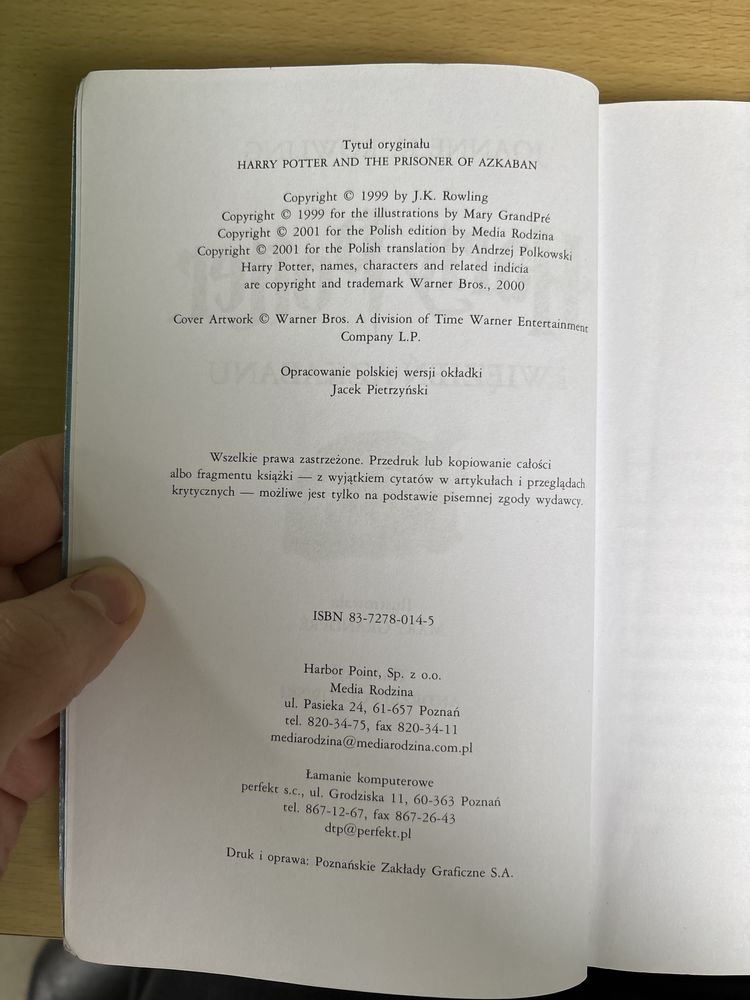 Tytuł oryginału
HARRY POTTER AND THE PRISONER OF AZKABAN
Copyright © 1999 by J.K. Rowling
Copyright © 1999 for the illustrations by Mary GrandPré
Copyright © 2001 for the Polish edition by Media Rodzina
Copyright © 2001 for the Polish translation by Andrzej Polkowski
Harry Potter, names, characters and related indicia
are copyright and trademark Warner Bros., 2000
Cover Artwork © Warner Bros. A division of Time Warner Entertainment
Company L.P.
Opracowanie polskiej wersji okładki
Jacek Pietrzyński
Wszelkie prawa zastrzeżone. Przedruk lub kopiowanie całości
albo fragmentu książki — z wyjątkiem cytatów w artykułach i przeglądach
krytycznych — możliwe jest tylko na podstawie pisemnej zgody wydawcy.
ISBN 83-7278-014-5
Harbor Point, Sp. z o.o.
Media Rodzina
ul. Pasieka 24, 61-657 Poznań
tel. 820-34-75, fax 820-34-11
mediarodzina@mediarodzina.com.pl
Łamanie komputerowe
perfekt s.c., ul. Grodziska 11, 60-363 Poznań
tel. 867-12-67, fax 867-26-43
dtp@perfekt.pl
Druk i oprawa: Poznańskie Zakłady Graficzne S.A.